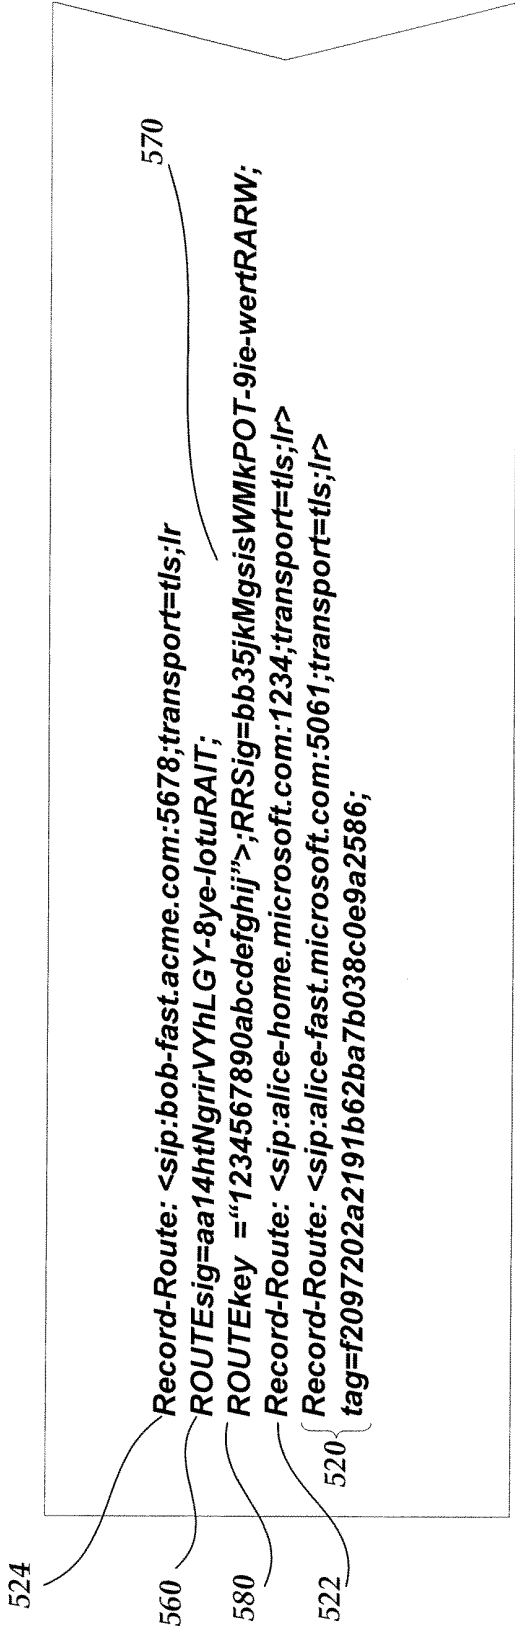 524
560
580
522
520
570
Record-Route: <sip:bob-fast.acme.com:5678;transport=tls;lr
ROUTEsig=aa14htNgrirVYhLGY-8ye-lotuRAIT;
ROUTEkey =“1234567890abcdefghij”>;RRSig=bb35jkMgsisWMkPOT-9ie-wertRARW;
Record-Route: <sip:alice-home.microsoft.com:1234;transport=tls;lr>
Record-Route: <sip:alice-fast.microsoft.com:5061;transport=tls;lr>
tag=f2097202a2191b62ba7b038c0e9a2586;